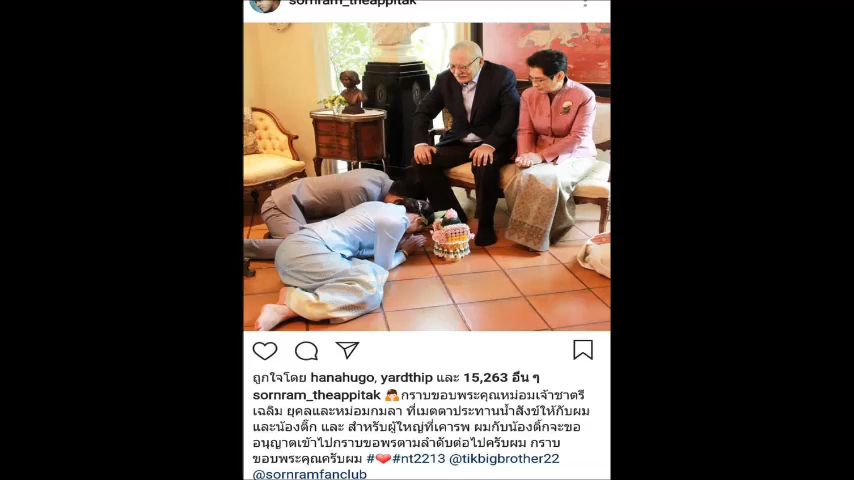 sornram_theappitak
ถูกใจโดย hanahugo, yardthip และ 15,263 อื่น ๆ
sornram_theappitak 🙇กราบขอบพระคุณหม่อมเจ้าชาตรี
เฉลิม ยุคลและหม่อมกมลา ที่เมตตาประทานน้ำสังข์ให้กับผม
และน้องติ๊ก และ สำหรับผู้ใหญ่ที่เคารพ ผมกับน้องติ๊กจะขอ
อนุญาตเข้าไปกราบขอพรตามลำดับต่อไปครับผม กราบ
ขอบพระคุณครับผม #❤️#nt2213 @tikbigbrother22
@sornramfanclub